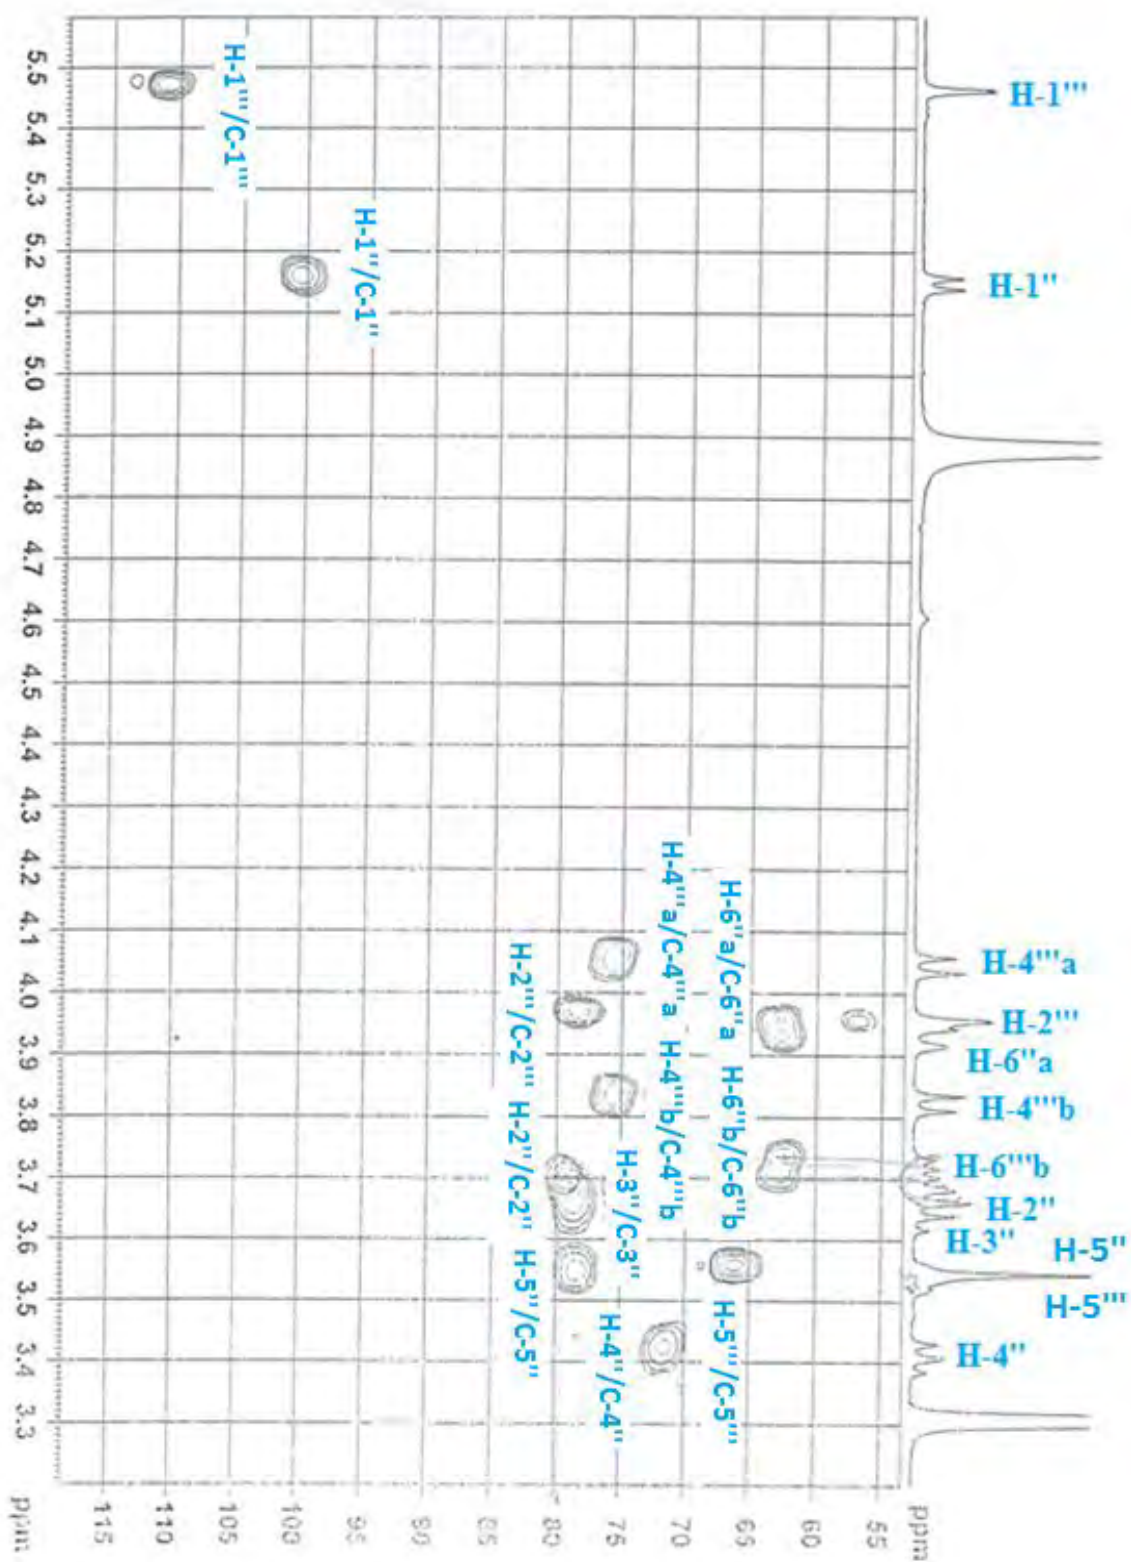 H-1'''
H-1''
H-4'''a
H-2'''
H-6''a
H-4'''b
H-6'''b
H-2''
H-3''
H-5''
H-5'''
H-4''
H-1'''/C-1'''
H-1''/C-1''
H-6''a/C-6''a H-6''b/C-6''b
H-4'''a/C-4'''a H-4'''b/C-4'''b
H-2'''/C-2''' H-2''/C-2'' H-5''/C-5''
H-3''/C-3''
H-4''/C-4''
H-5'''/C-5'''
5.5 5.4 5.3 5.2 5.1 5.0 4.9 4.8 4.7 4.6 4.5 4.4 4.3 4.2 4.1 4.0 3.9 3.8 3.7 3.6 3.5 3.4 3.3 ppm
115 110 105 100 95 90 85 80 75 70 65 60 55 ppm